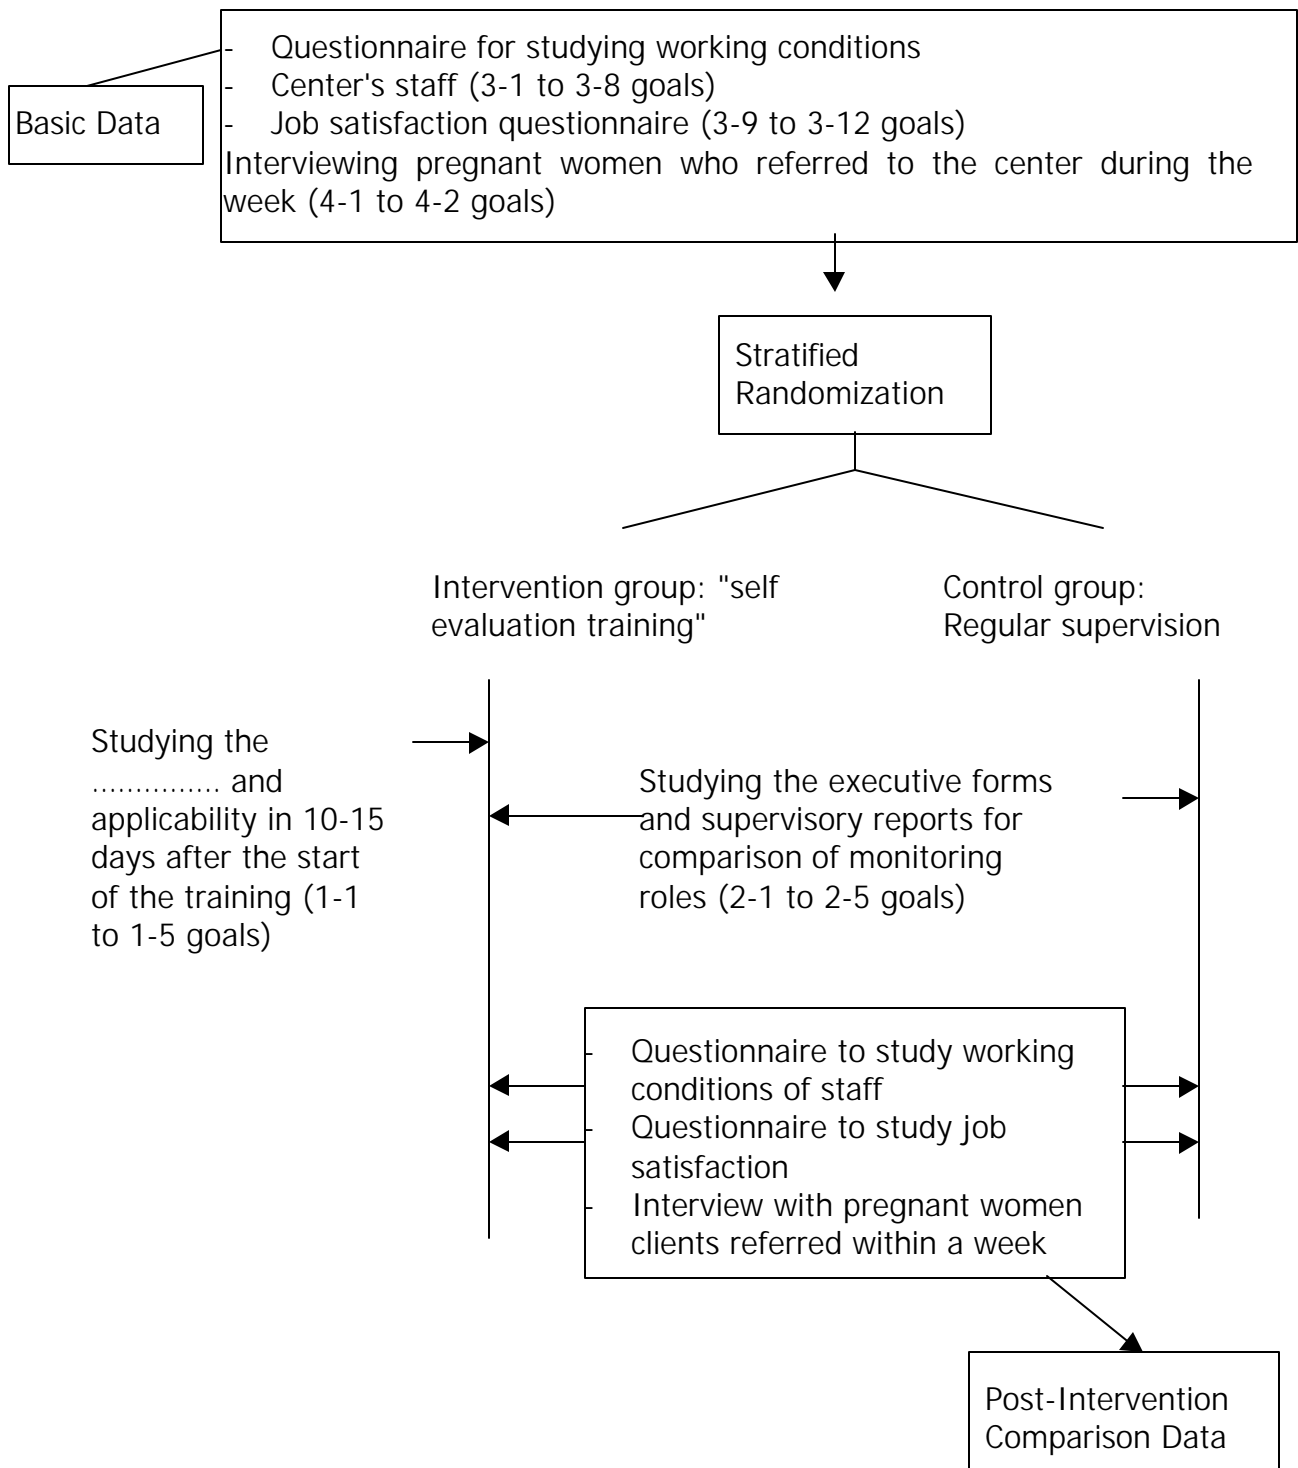 Basic Data
- Questionnaire for studying working conditions
- Center's staff (3-1 to 3-8 goals)
- Job satisfaction questionnaire (3-9 to 3-12 goals)
Interviewing pregnant women who referred to the center during the
week (4-1 to 4-2 goals)
Stratified
Randomization
Intervention group: "self
evaluation training"
Control group:
Regular supervision
Studying the
............... and
applicability in 10-15
days after the start
of the training (1-1
to 1-5 goals)
Studying the executive forms
and supervisory reports for
comparison of monitoring
roles (2-1 to 2-5 goals)
- Questionnaire to study working
conditions of staff
- Questionnaire to study job
satisfaction
- Interview with pregnant women
clients referred within a week
Post-Intervention
Comparison Data